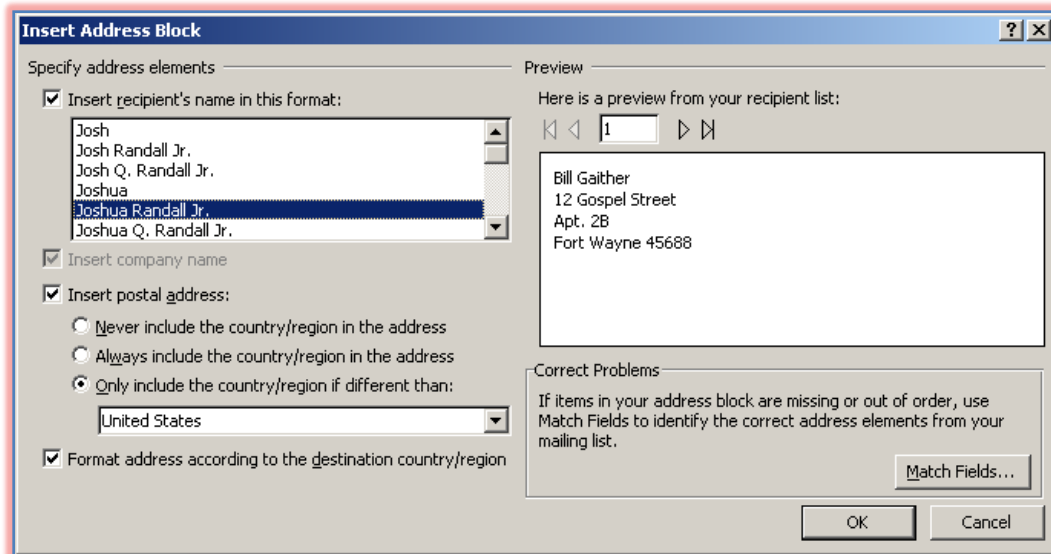 Insert Address Block
Specify address elements
Insert recipient's name in this format:
Josh
Josh Randall Jr.
Josh Q. Randall Jr.
Joshua
Joshua Randall Jr.
Joshua Q. Randall Jr.
Insert company name
Insert postal address:
Never include the country/region in the address
Always include the country/region in the address
Only include the country/region if different than:
United States
Format address according to the destination country/region
Preview
Here is a preview from your recipient list:
1
Bill Gaither
12 Gospel Street
Apt. 2B
Fort Wayne 45688
Correct Problems
If items in your address block are missing or out of order, use
Match Fields to identify the correct address elements from your
mailing list.
Match Fields...
OK
Cancel